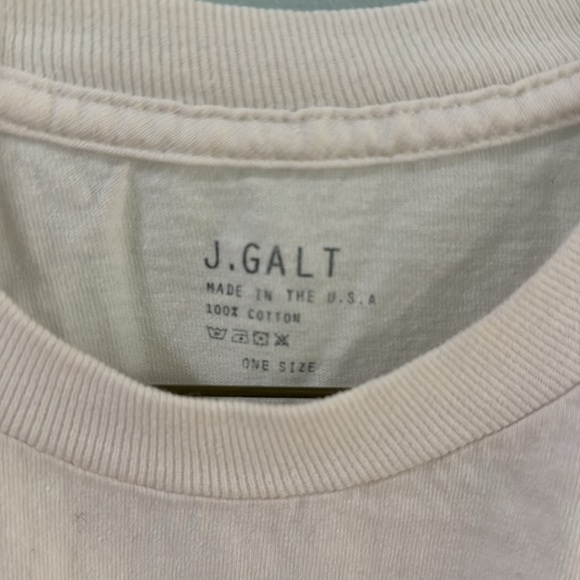 J.GALT
MADE IN THE U.S.A
100% COTTON
ONE SIZE